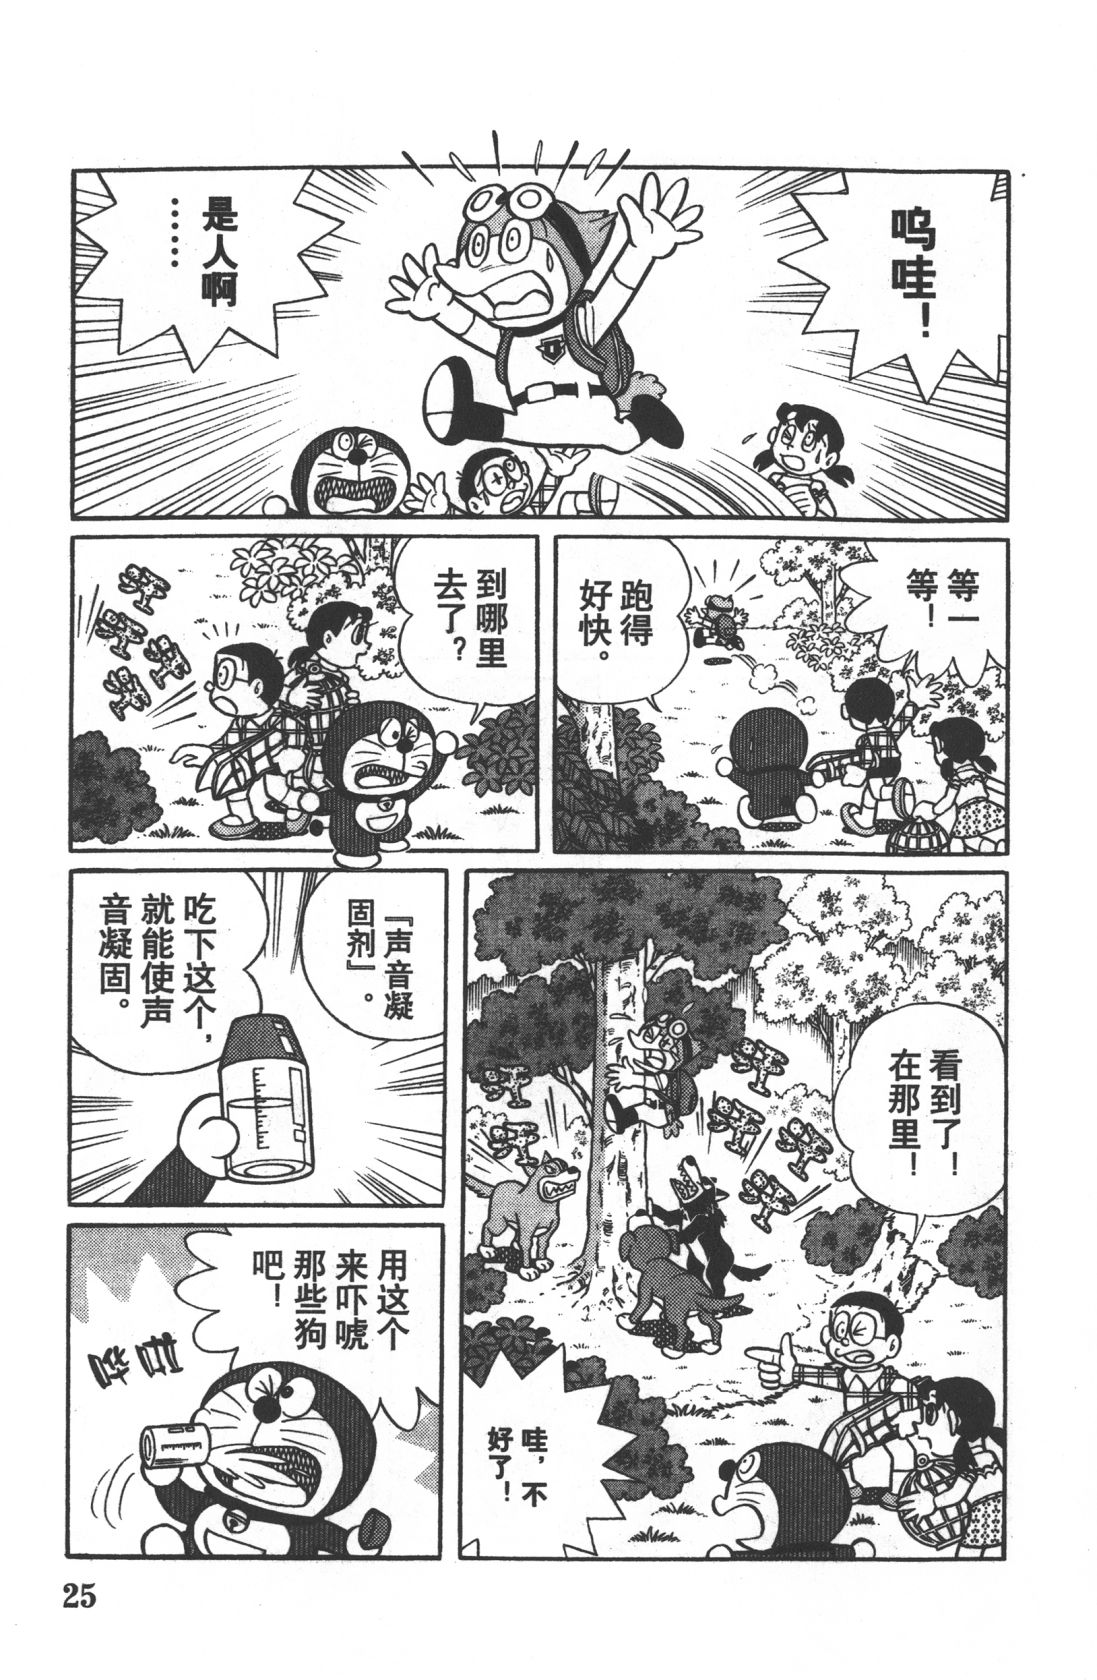 呜哇！
是人啊
……
等一
等！
跑得
好快。
到哪里
去了？
看到了！
在那里！
哇，不
好了！
『声音凝
固剂』。
吃下这个，
就能使声
音凝固。
用这个
来吓唬
那些狗
吧！
25